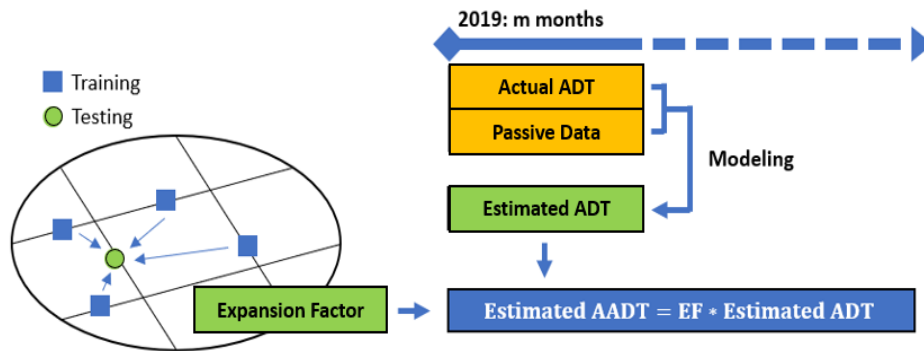 2019: m months
Training
Testing
Actual ADT
Passive Data
Modeling
Estimated ADT
Expansion Factor
Estimated AADT = EF * Estimated ADT